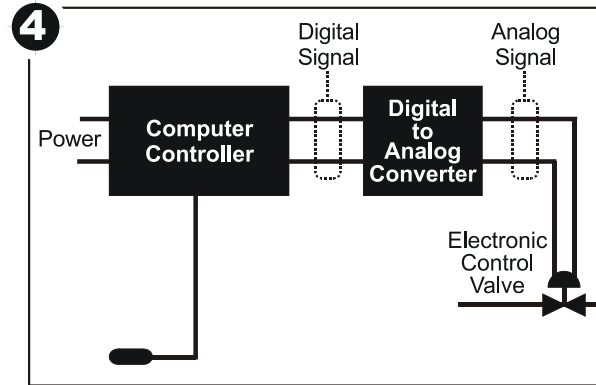 4
Digital
Signal
Analog
Signal
Power
Computer
Controller
Digital
to
Analog
Converter
Electronic
Control
Valve